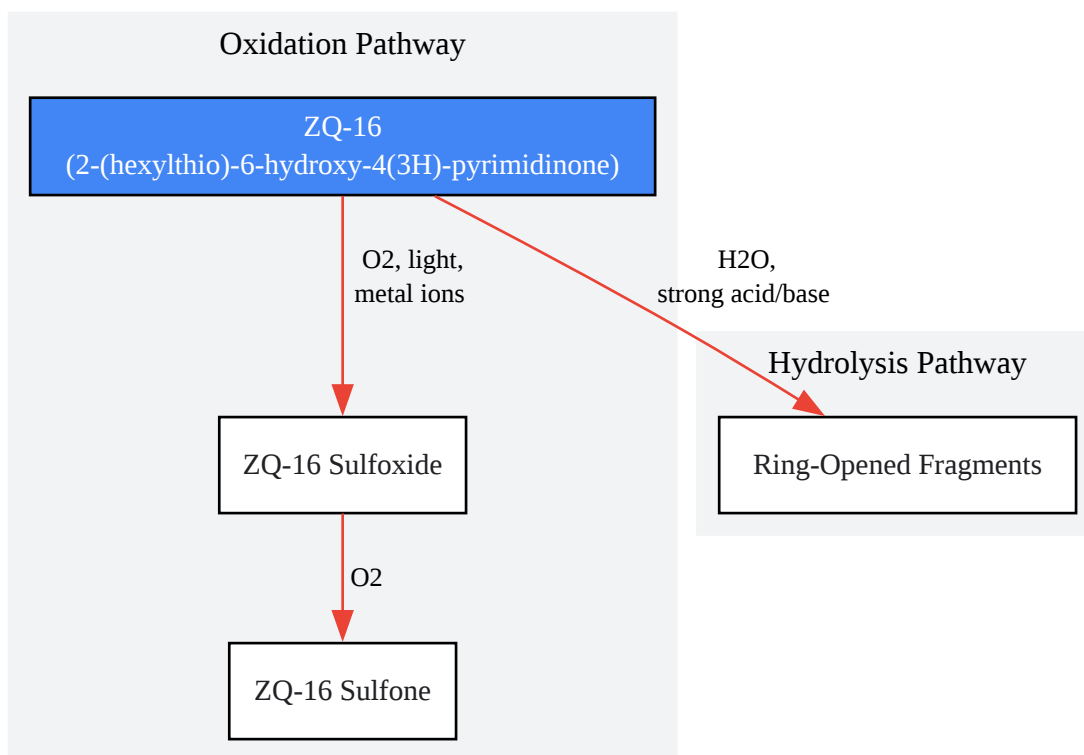 Oxidation Pathway
ZQ-16
(2-(hexylthio)-6-hydroxy-4(3H)-pyrimidinone)
O2, light,
metal ions
H2O,
strong acid/base
Hydrolysis Pathway
ZQ-16 Sulfoxide
Ring-Opened Fragments
O2
ZQ-16 Sulfone